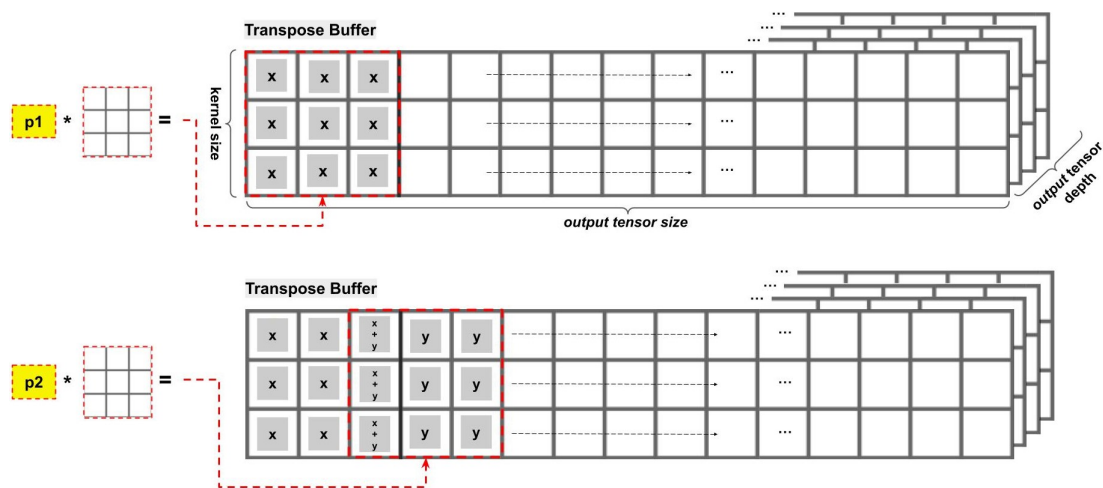 Transpose Buffer
...
...
...
kernel size
x x x ...
p1 * =
x x x ...
x x x ...
output tensor size
output tensor
depth
Transpose Buffer
...
...
...
x x x
+
y y y ...
p2 * =
x x x
+
y y y ...
x x x
+
y y y ...